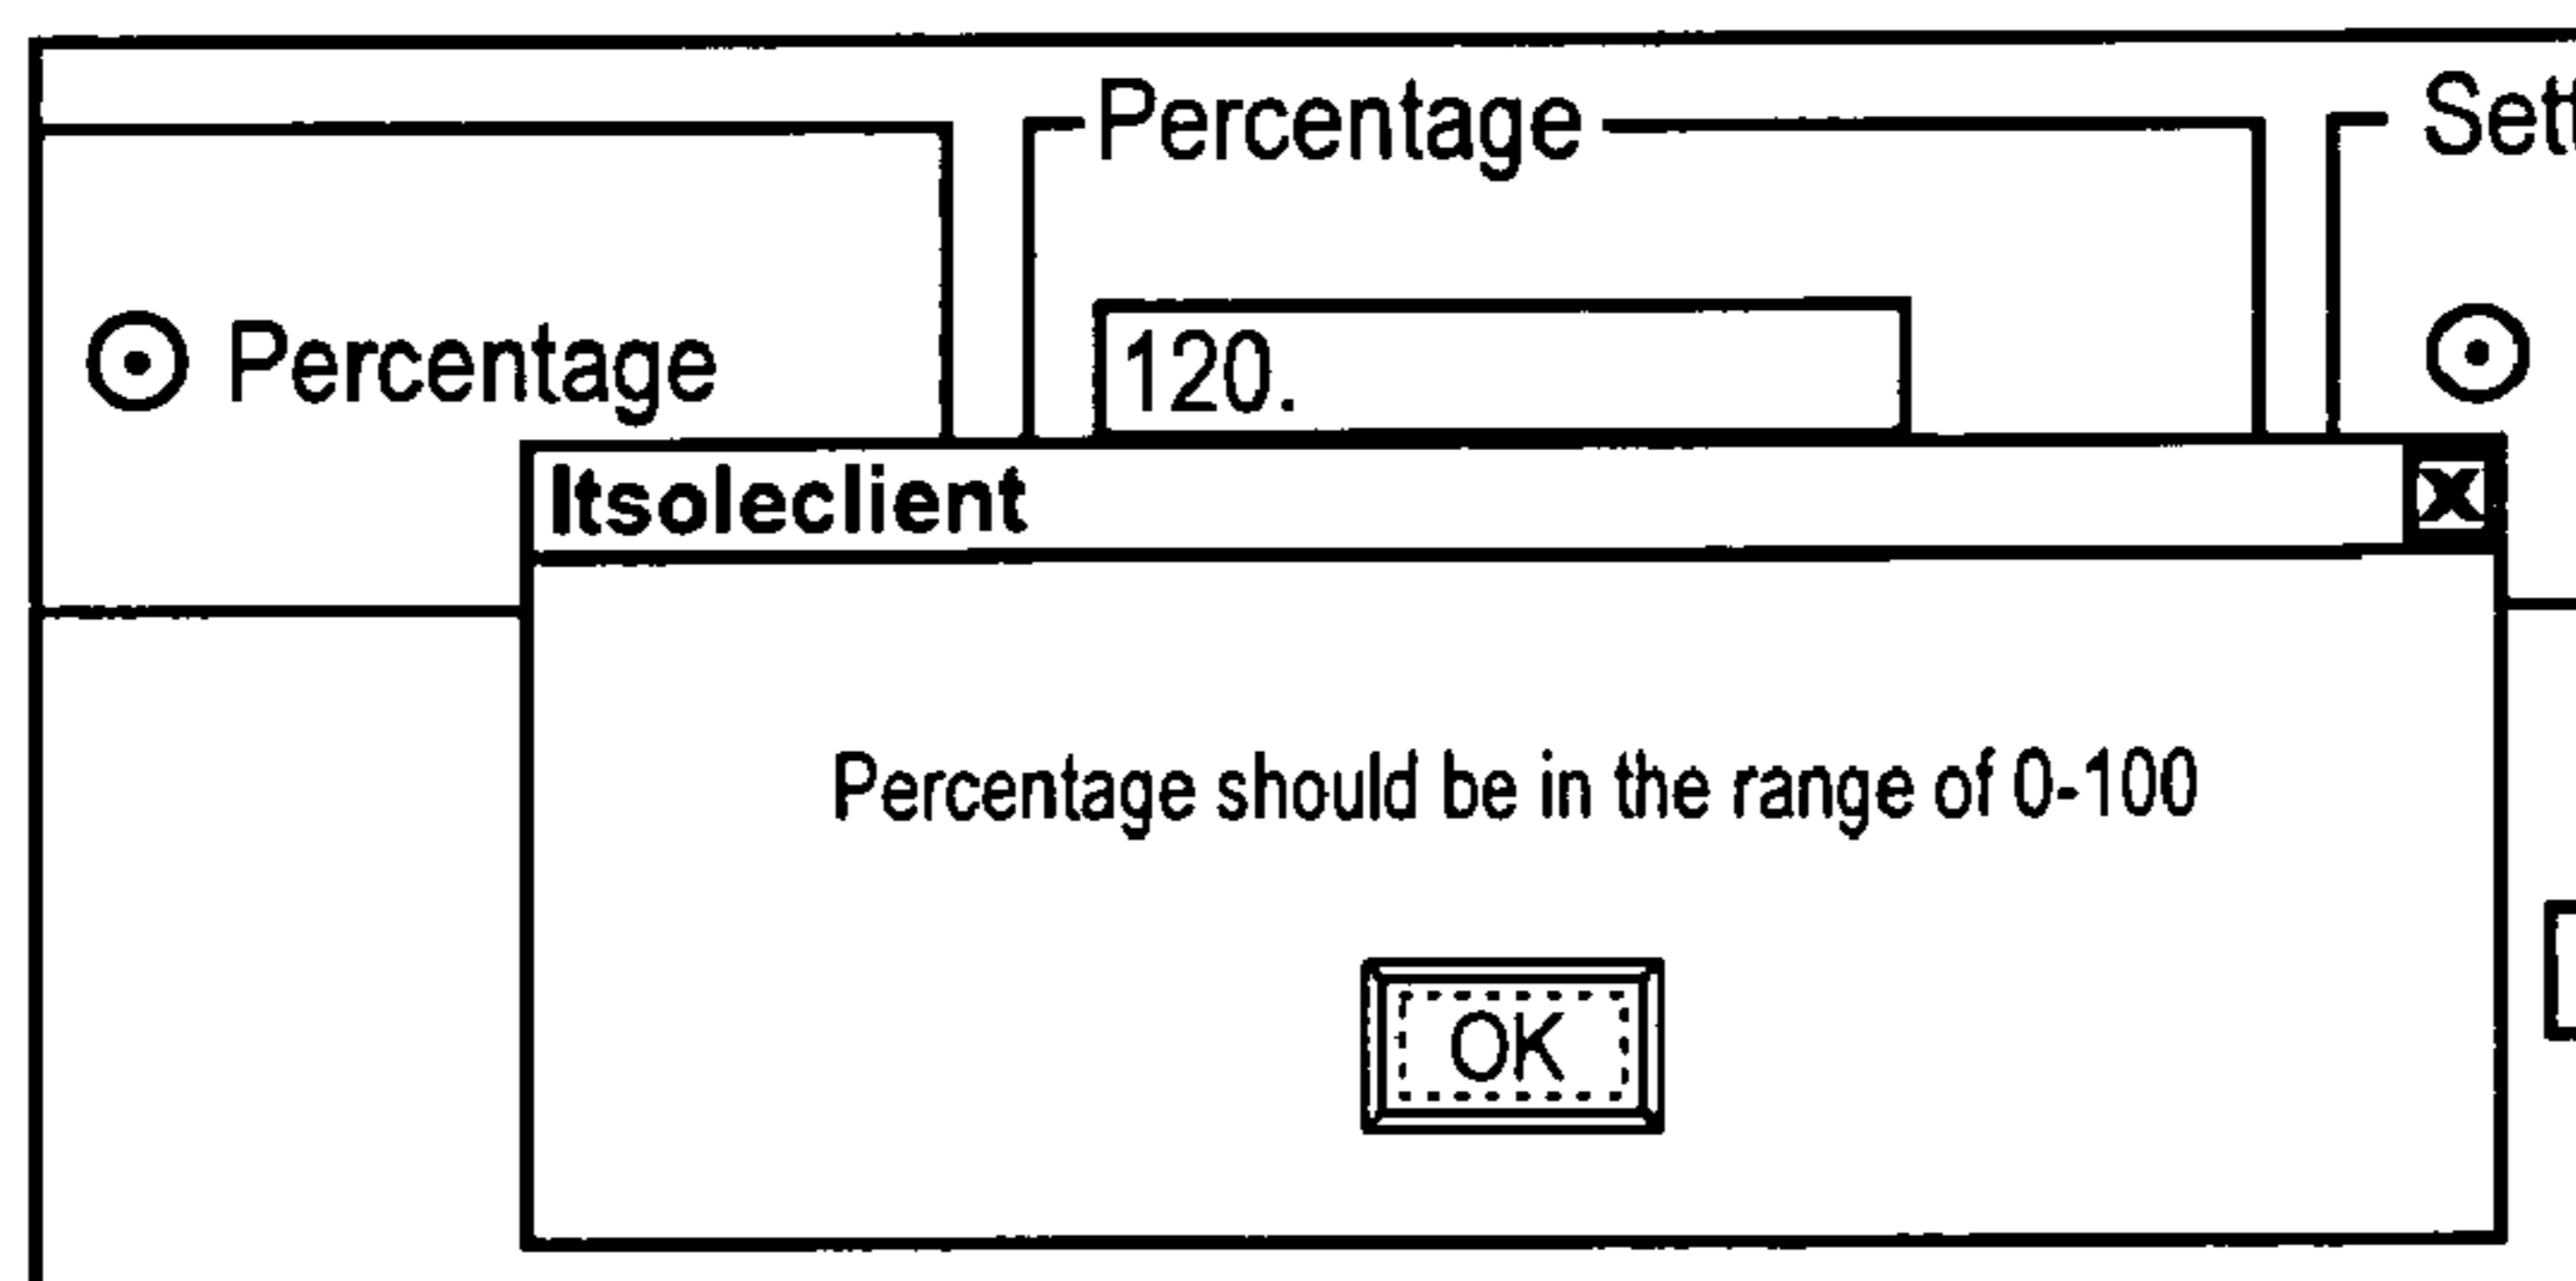 Percentage
Percentage
120.
Itsoleclient
Percentage should be in the range of 0-100
OK